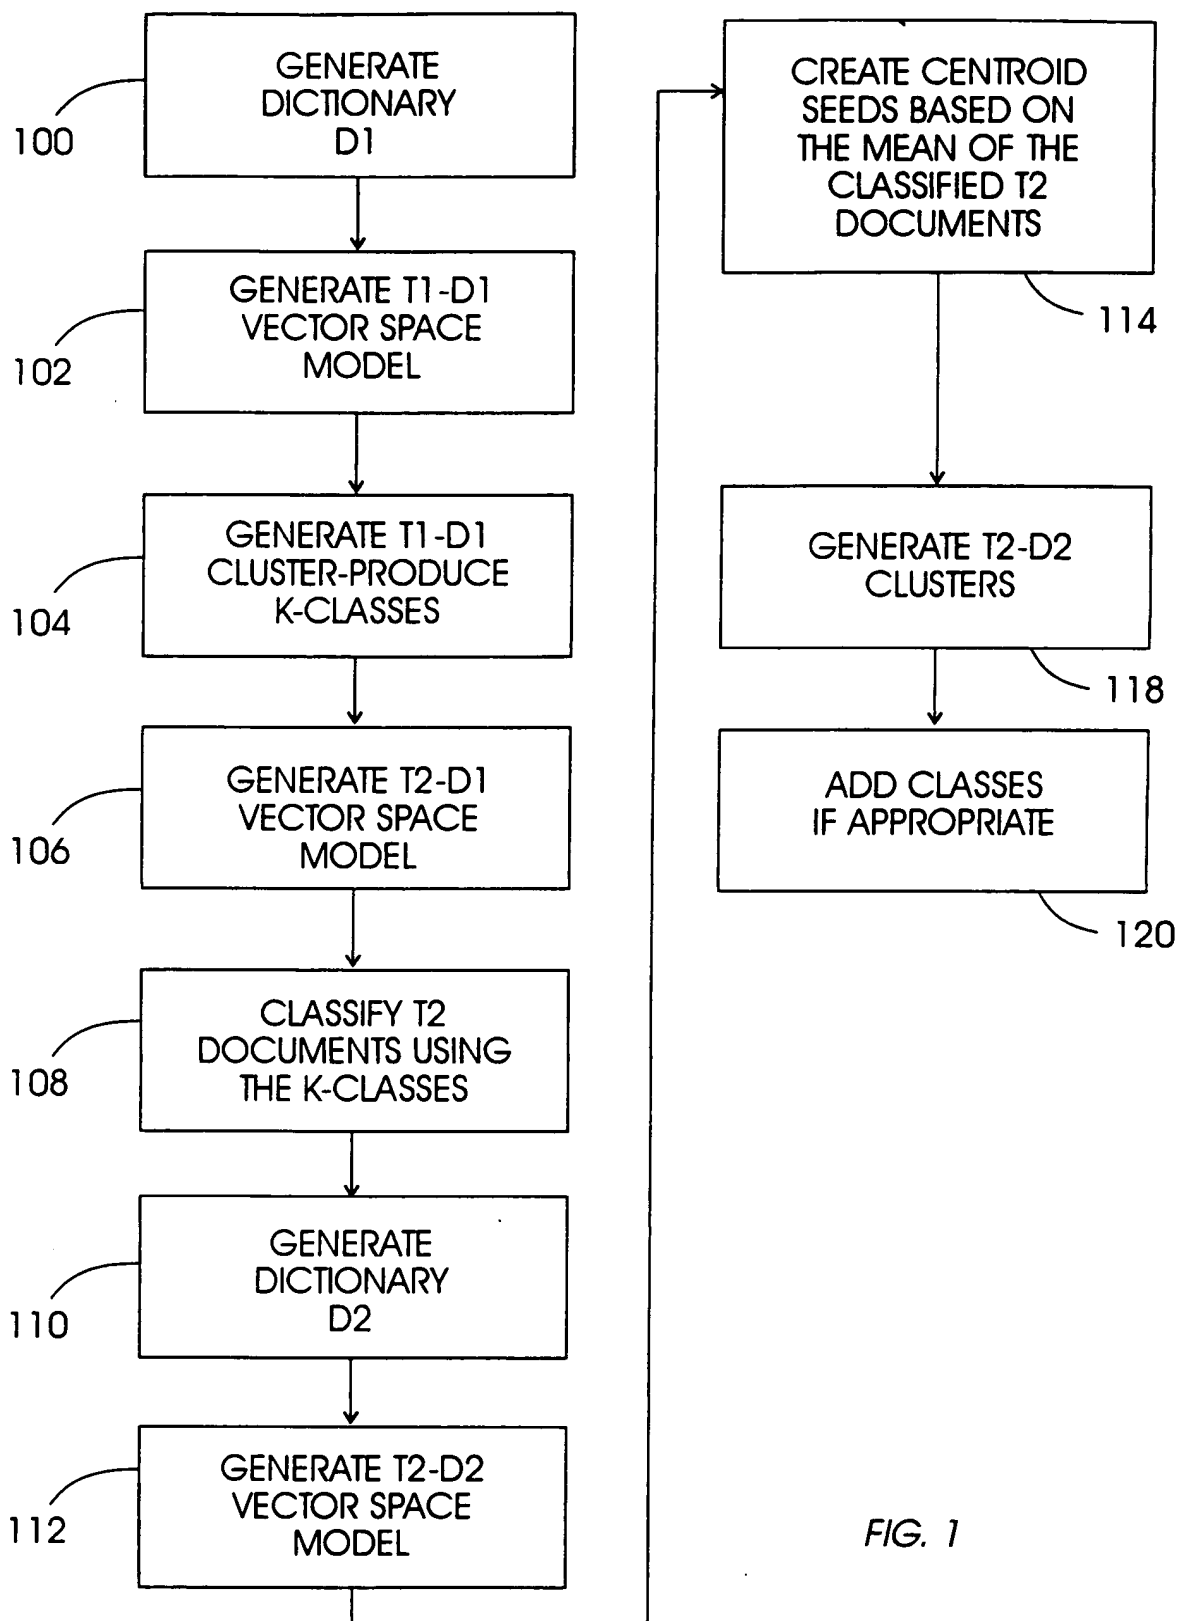 GENERATE
DICTIONARY
D1
100
GENERATE T1-D1
VECTOR SPACE
MODEL
102
GENERATE T1-D1
CLUSTER-PRODUCE
K-CLASSES
104
GENERATE T2-D1
VECTOR SPACE
MODEL
106
CLASSIFY T2
DOCUMENTS USING
THE K-CLASSES
108
GENERATE
DICTIONARY
D2
110
GENERATE T2-D2
VECTOR SPACE
MODEL
112
CREATE CENTROID
SEEDS BASED ON
THE MEAN OF THE
CLASSIFIED T2
DOCUMENTS
114
GENERATE T2-D2
CLUSTERS
118
ADD CLASSES
IF APPROPRIATE
120
FIG. 1